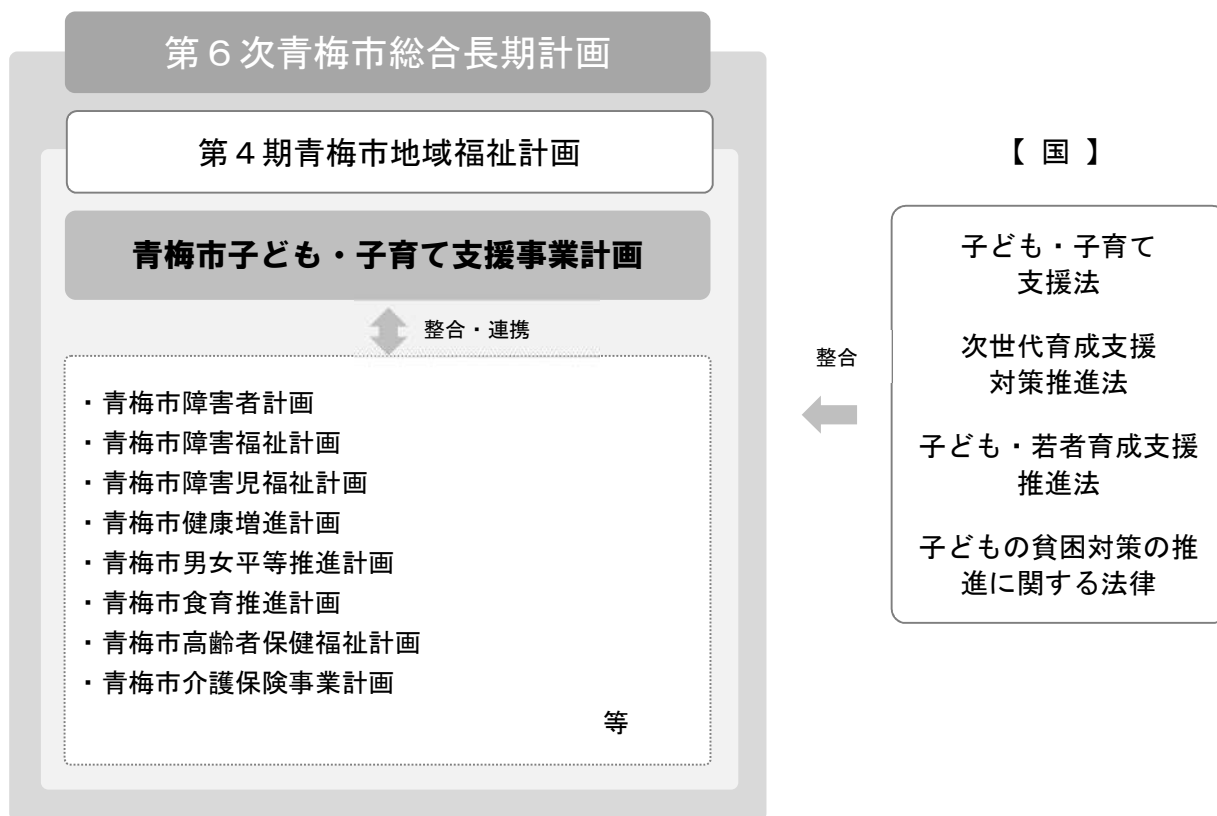 第６次青梅市総合長期計画
第４期青梅市地域福祉計画
青梅市子ども・子育て支援事業計画
整合・連携
・青梅市障害者計画
・青梅市障害福祉計画
・青梅市障害児福祉計画
・青梅市健康増進計画
・青梅市男女平等推進計画
・青梅市食育推進計画
・青梅市高齢者保健福祉計画
・青梅市介護保険事業計画
等
整合
【 国 】
子ども・子育て
支援法
次世代育成支援
対策推進法
子ども・若者育成支援
推進法
子どもの貧困対策の推
進に関する法律